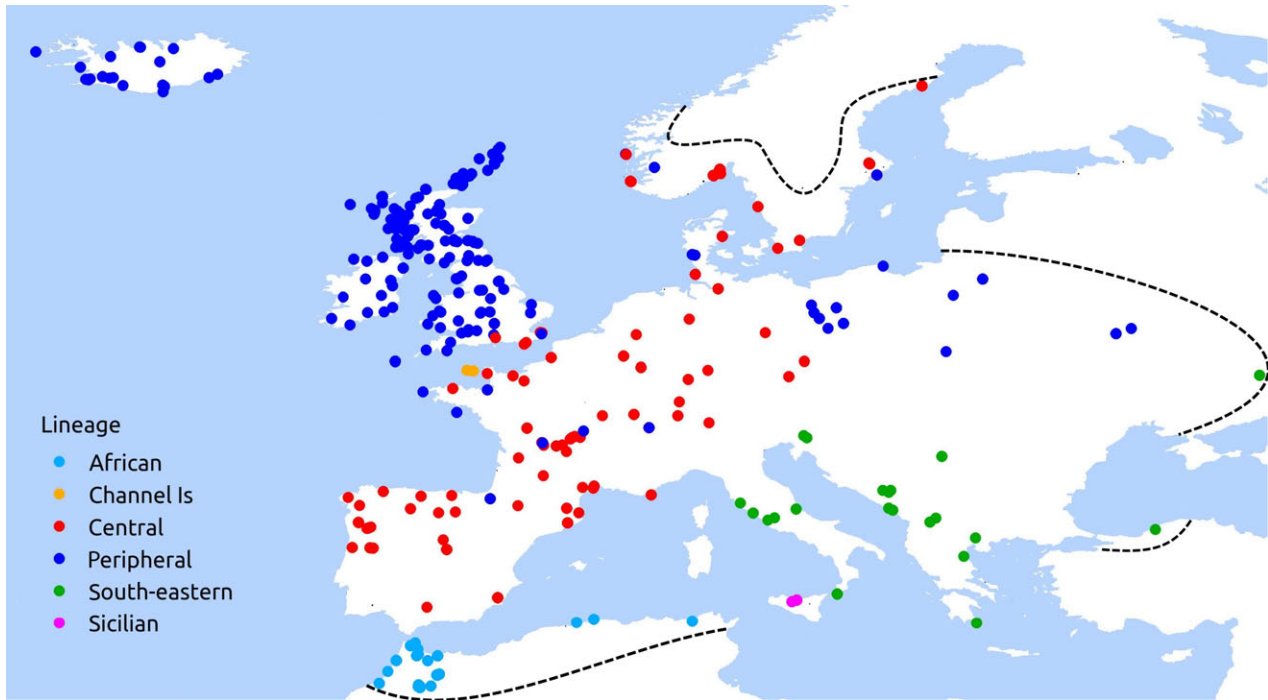 Lineage
African
Channel Is
Central
Peripheral
South-eastern
Sicilian